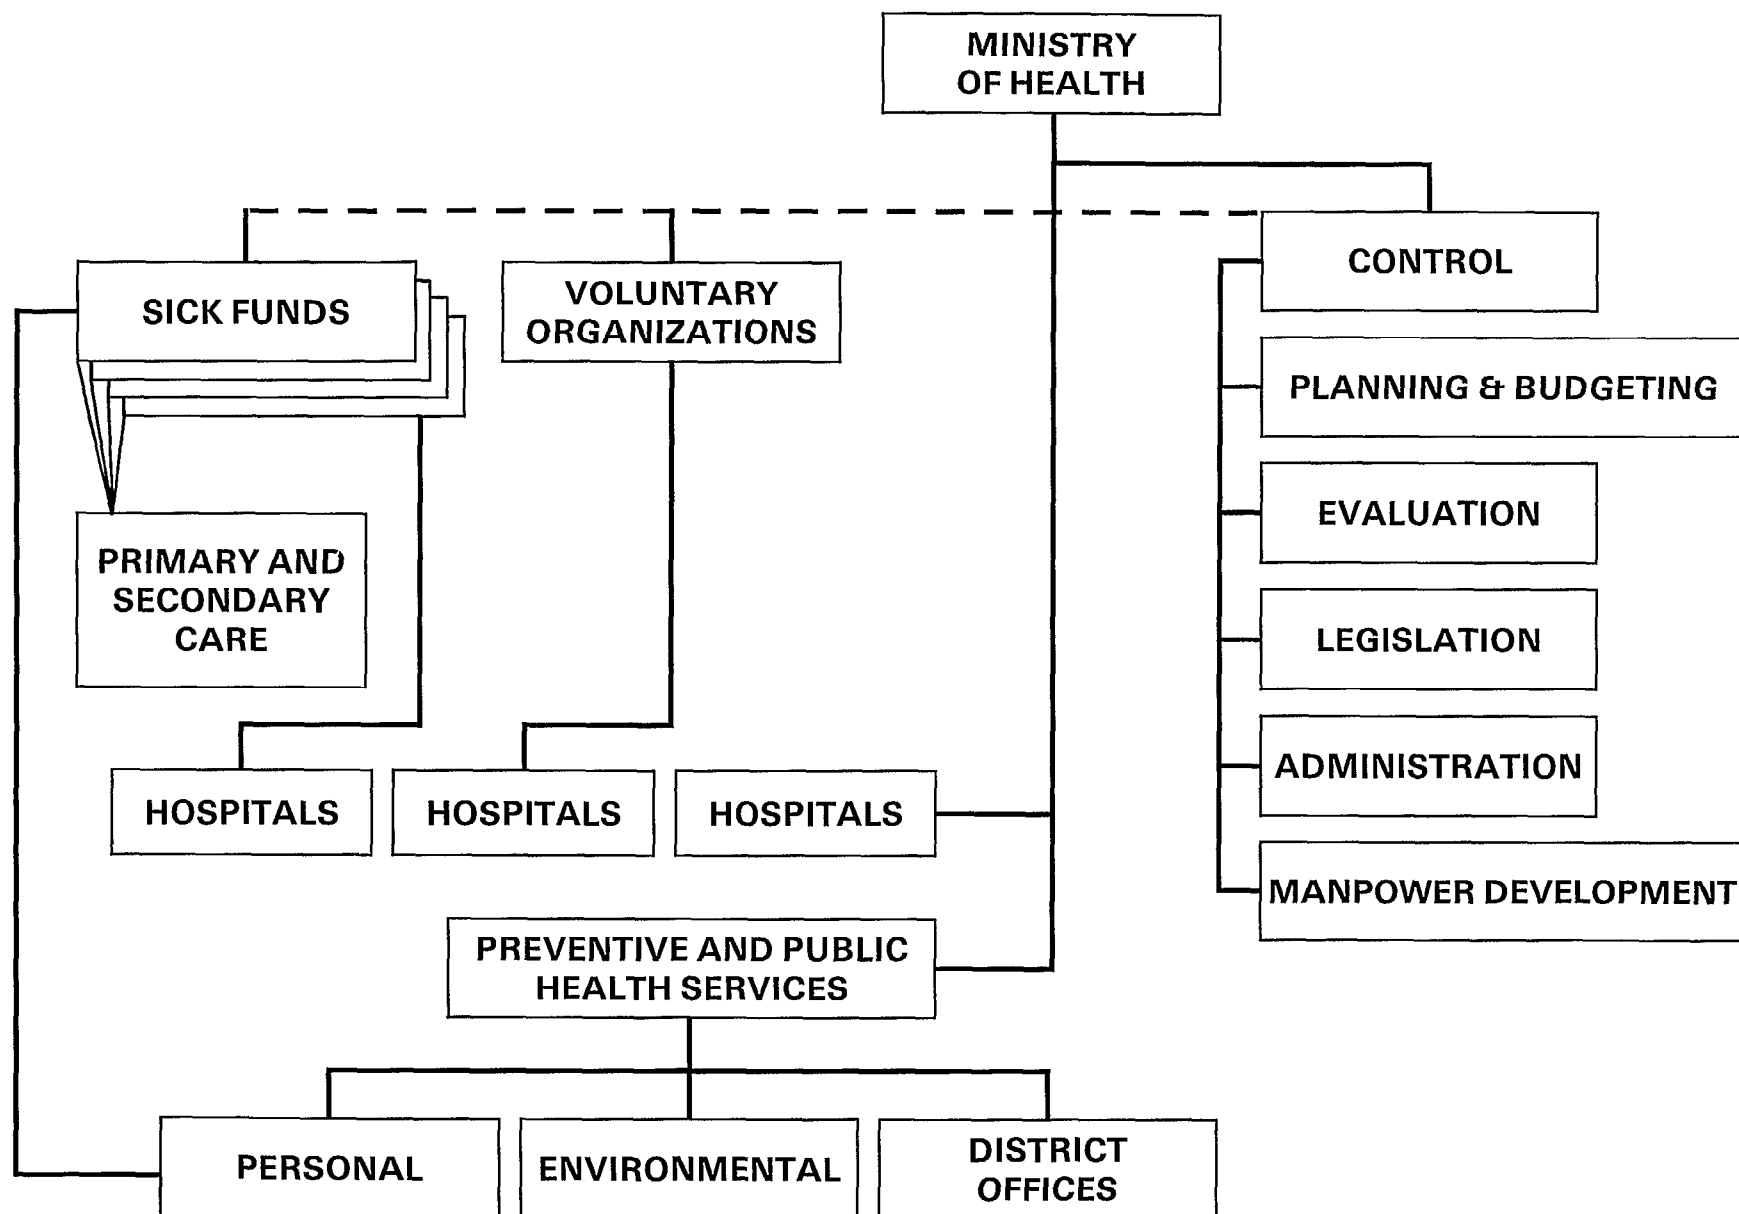 MINISTRY
OF HEALTH
CONTROL
SICK FUNDS
VOLUNTARY
ORGANIZATIONS
PLANNING & BUDGETING
EVALUATION
PRIMARY AND
SECONDARY
CARE
LEGISLATION
ADMINISTRATION
HOSPITALS
HOSPITALS
HOSPITALS
MANPOWER DEVELOPMENT
PREVENTIVE AND PUBLIC
HEALTH SERVICES
PERSONAL
ENVIRONMENTAL
DISTRICT
OFFICES